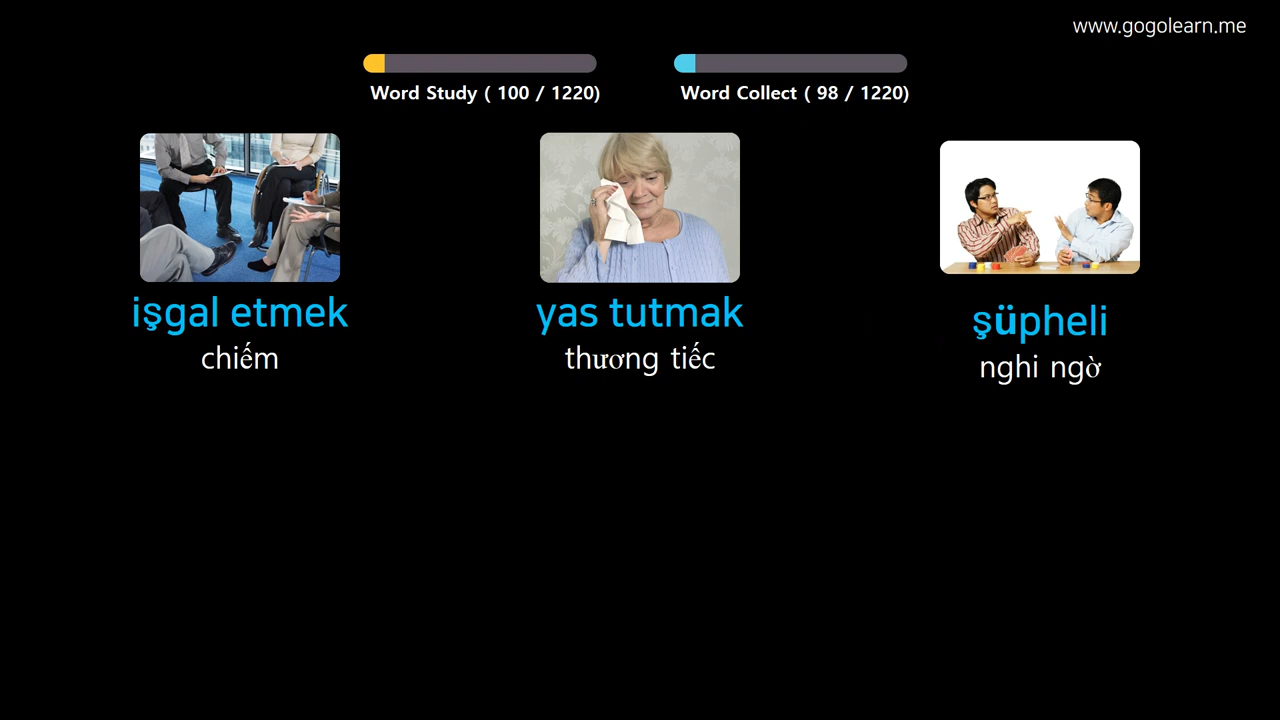 www.gogolearn.me
Word Study ( 100 / 1220)
Word Collect ( 98 / 1220)
işgal etmek
chiếm
yas tutmak
thương tiếc
şüpheli
nghi ngờ